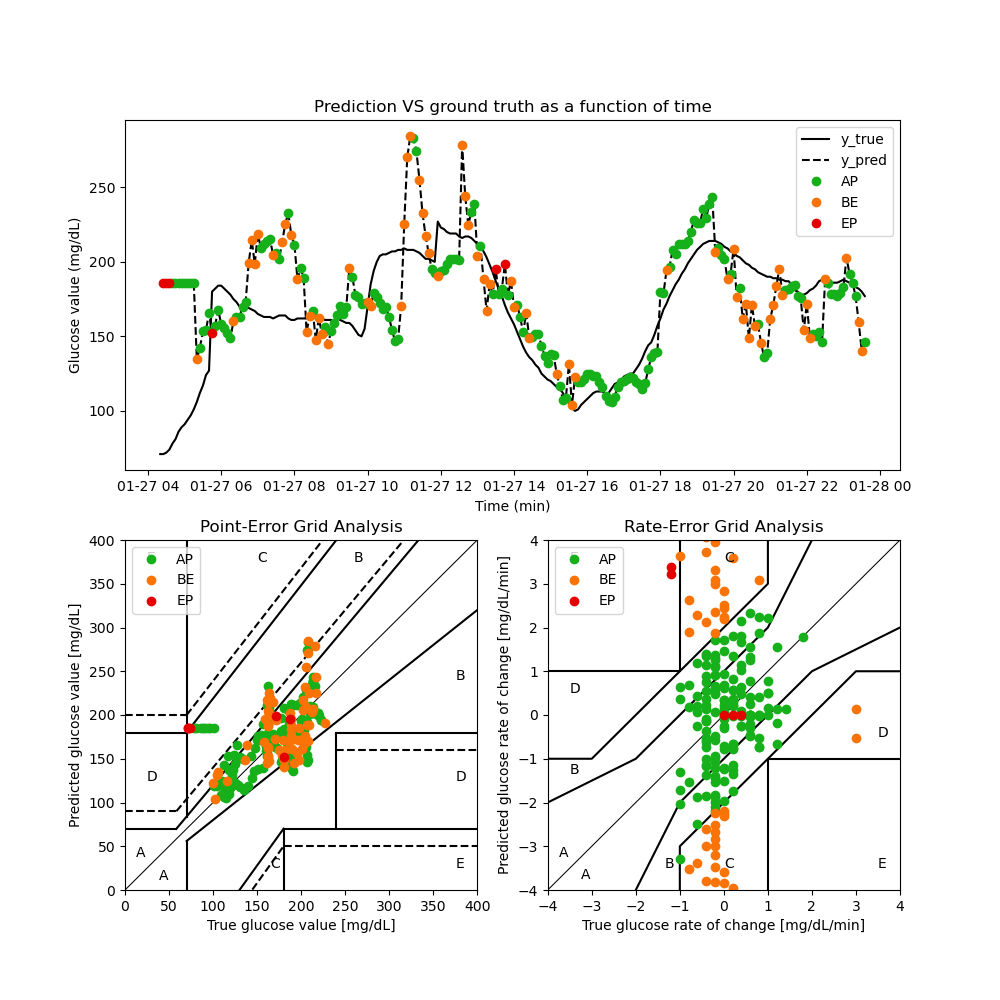 Prediction VS ground truth as a function of time
Glucose value (mg/dL)
250
200
150
100
y_true
y_pred
AP
BE
EP
01-27 04 01-27 06 01-27 08 01-27 10 01-27 12 01-27 14 01-27 16 01-27 18 01-27 20 01-27 22 01-28 00
Time (min)
Point-Error Grid Analysis
Predicted glucose value [mg/dL]
400
350
300
250
200
150
100
50
0
AP
BE
EP
C
B
B
D
D
A
A
C
E
0 50 100 150 200 250 300 350 400
True glucose value [mg/dL]
Rate-Error Grid Analysis
Predicted glucose rate of change [mg/dL/min]
4
3
2
1
0
−1
−2
−3
−4
AP
BE
EP
C
D
D
B
A
A
B
C
E
−4 −3 −2 −1 0 1 2 3 4
True glucose rate of change [mg/dL/min]